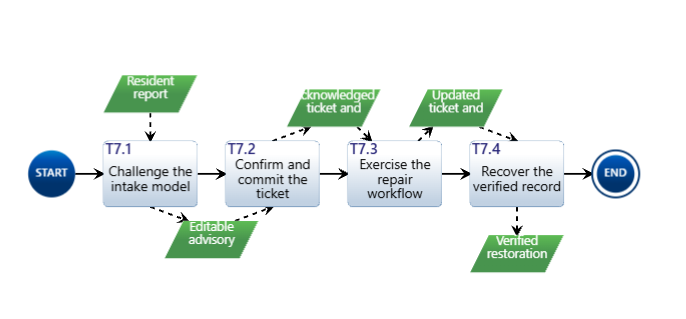 Resident
report
cknowledged
ticket and
Updated
ticket and
START
T7.1
Challenge the
intake model
T7.2
Confirm and
commit the
ticket
T7.3
Exercise the
repair
workflow
T7.4
Recover the
verified record
END
Editable
advisory
Verified
restoration